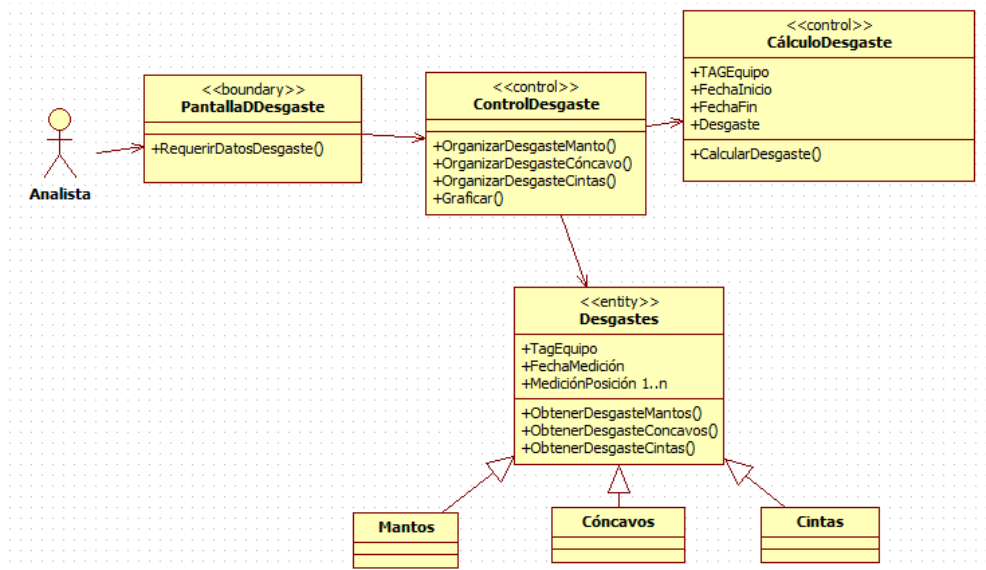 <<control>>
CálculoDesgaste
+TAGEquipo
+FechaInicio
+FechaFin
+Desgaste
+CalcularDesgaste()
<<boundary>>
PantallaDDesgaste
+RequerirDatosDesgaste()
<<control>>
ControlDesgaste
+OrganizarDesgasteManto()
+OrganizarDesgasteCóncavo()
+OrganizarDesgasteCintas()
+Graficar()
Analista
<<entity>>
Desgastes
+TagEquipo
+FechaMedición
+MediciónPosición 1..n
+ObtenerDesgasteMantos()
+ObtenerDesgasteConcavos()
+ObtenerDesgasteCintas()
Mantos
Cóncavos
Cintas